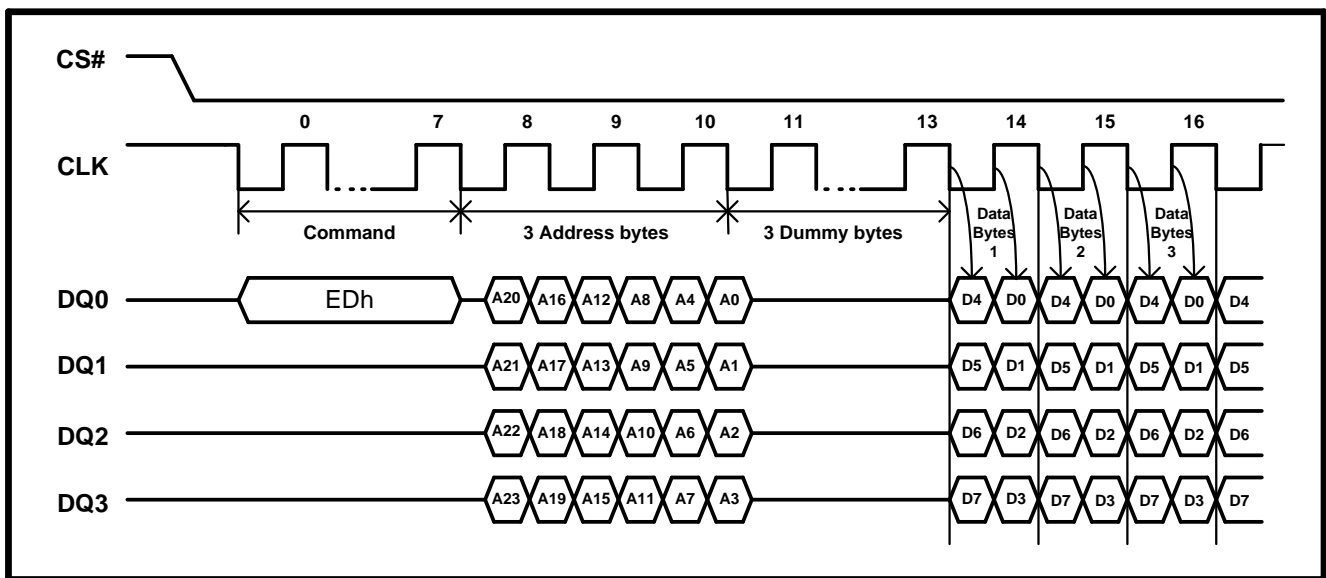 CS#
0 7 8 9 10 11 13 14 15 16
CLK
Command 3 Address bytes 3 Dummy bytes
Data Bytes 1
Data Bytes 2
Data Bytes 3
DQ0 EDh A20 A16 A12 A8 A4 A0 D4 D0 D4 D0 D4 D0 D4
DQ1 A21 A17 A13 A9 A5 A1 D5 D1 D5 D1 D5 D1 D5
DQ2 A22 A18 A14 A10 A6 A2 D6 D2 D6 D2 D6 D2 D6
DQ3 A23 A19 A15 A11 A7 A3 D7 D3 D7 D3 D7 D3 D7